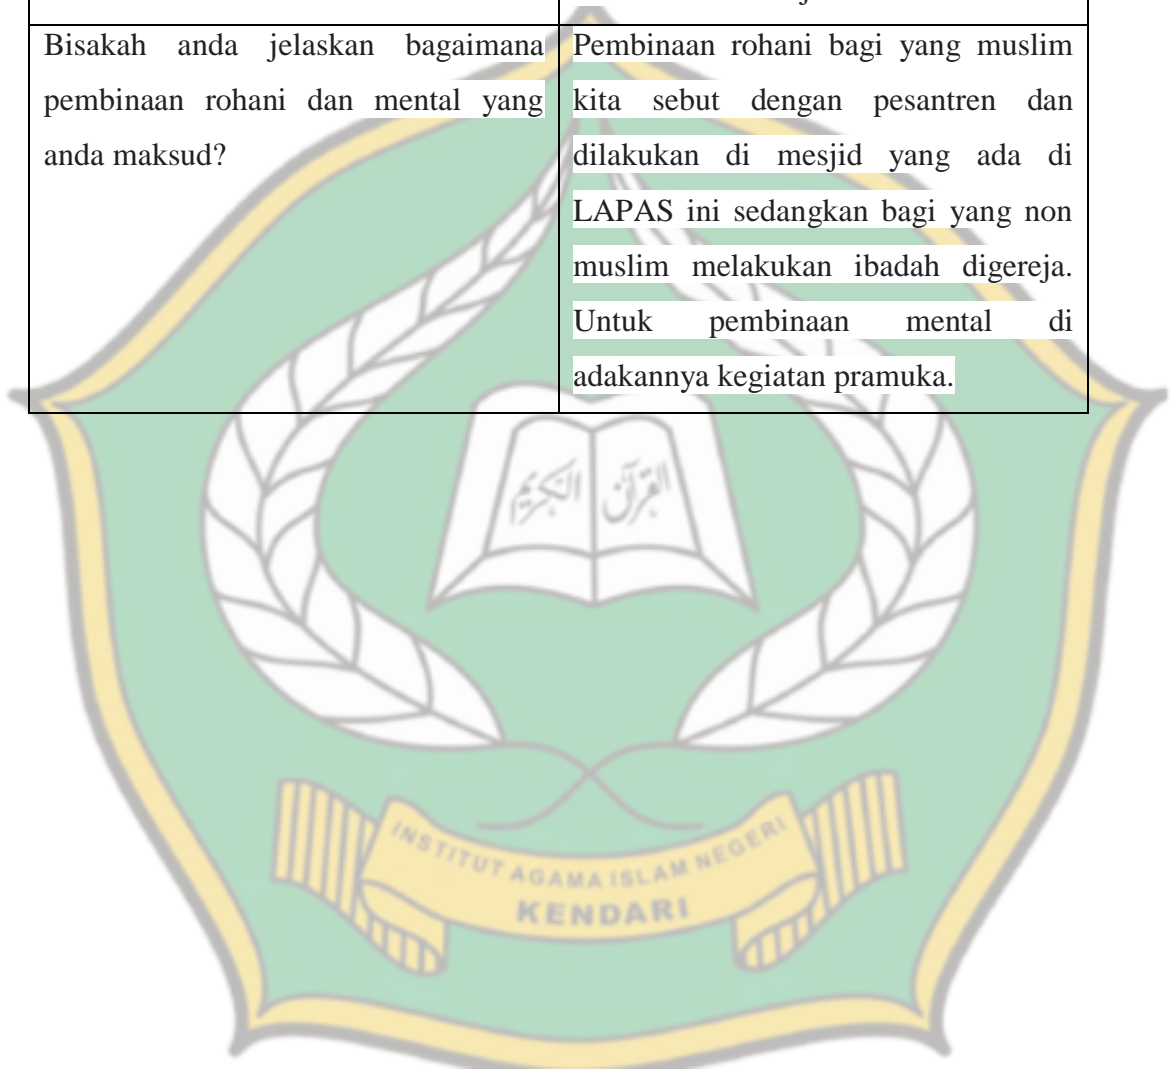 Bisakah anda jelaskan bagaimana
pembinaan rohani dan mental yang
anda maksud?
Pembinaan rohani bagi yang muslim
kita sebut dengan pesantren dan
dilakukan di mesjid yang ada di
LAPAS ini sedangkan bagi yang non
muslim melakukan ibadah digereja.
Untuk pembinaan mental di
adakannya kegiatan pramuka.
القرآن الكريم
INSTITUT AGAMA ISLAM NEGERI
KENDARI